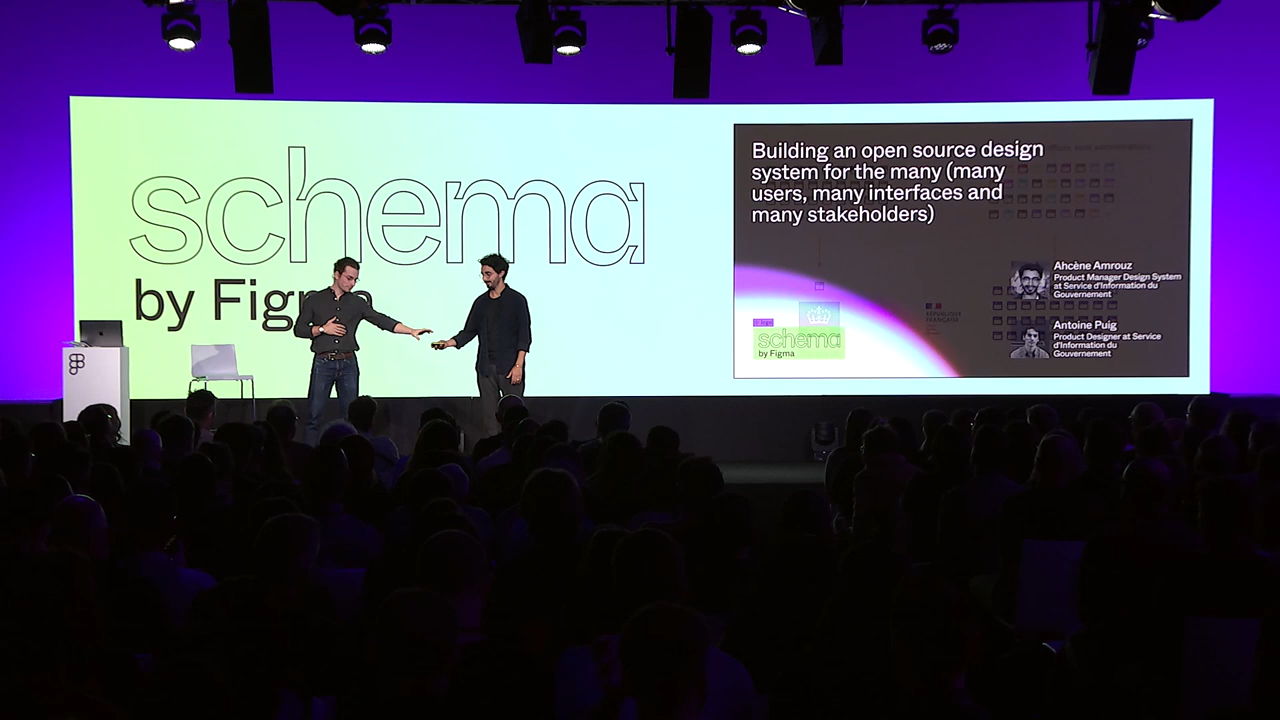 schema
by Figma
Building an open source design
system for the many (many
users, many interfaces and
many stakeholders)
Ahcène Amrouz
Product Manager Design System
at Service d'Information du
Gouvernement
Antoine Puig
Product Designer at Service
d'Information du
Gouvernement
RÉPUBLIQUE
FRANÇAISE
schema
by Figma